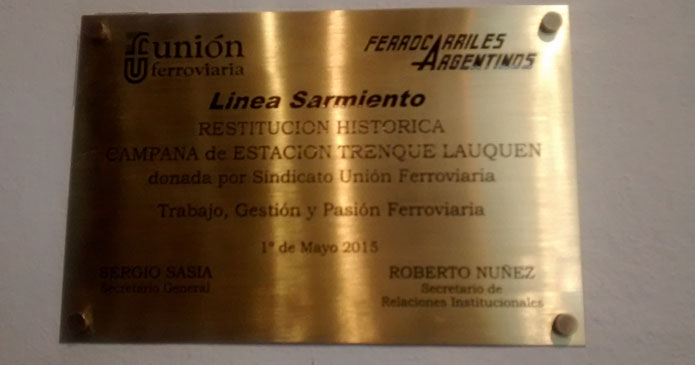 unión
ferroviaria
FERROCARRILES
ARGENTINOS
Linea Sarmiento
RESTITUCION HISTORICA
CAMPANA de ESTACION TRENQUE LAUQUEN
donada por Sindicato Unión Ferroviaria
Trabajo, Gestión y Pasión Ferroviaria
1º de Mayo 2015
SERGIO SASIA
Secretario General
ROBERTO NUÑEZ
Secretario de
Relaciones Institucionales